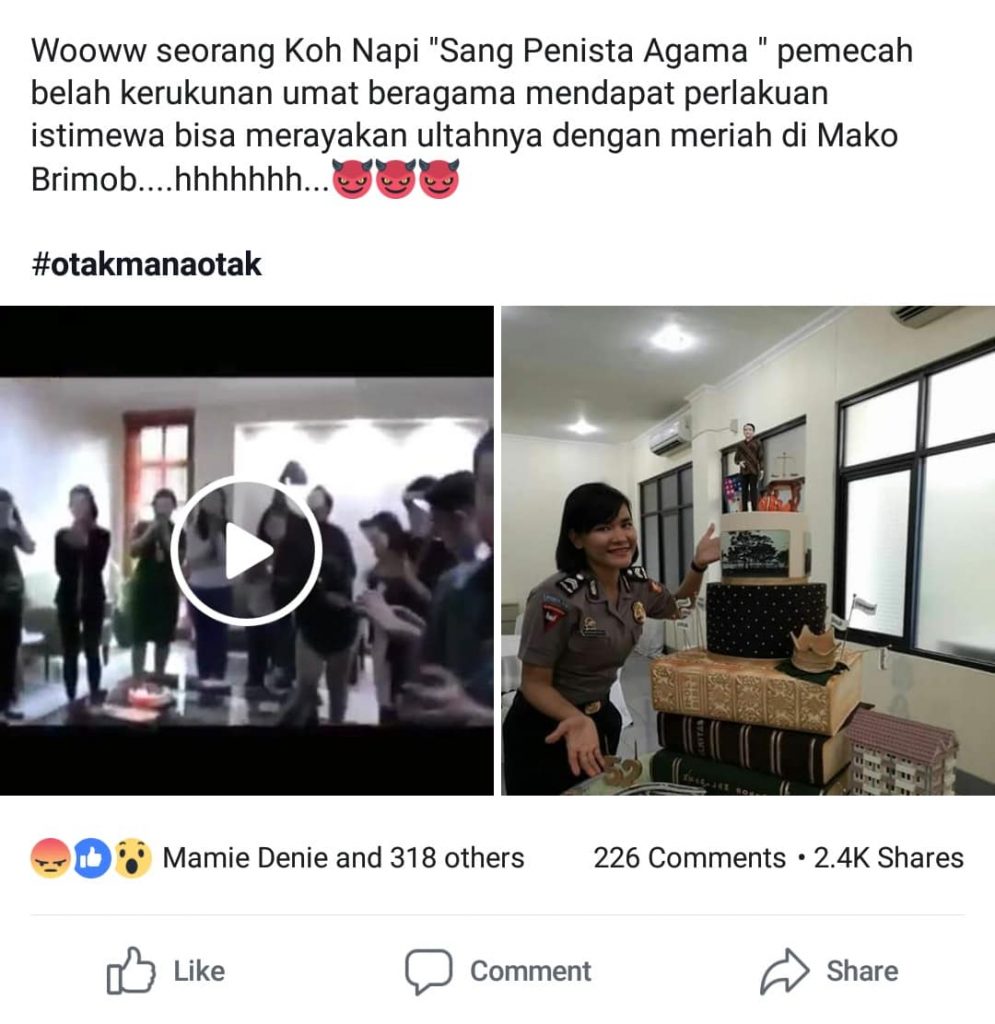 Wooww seorang Koh Napi "Sang Penista Agama " pemecah
belah kerukunan umat beragama mendapat perlakuan
istimewa bisa merayakan ultahnya dengan meriah di Mako
Brimob....hhhhhhh...
#otakmanaotak
52
Mamie Denie and 318 others
226 Comments • 2.4K Shares
Like
Comment
Share